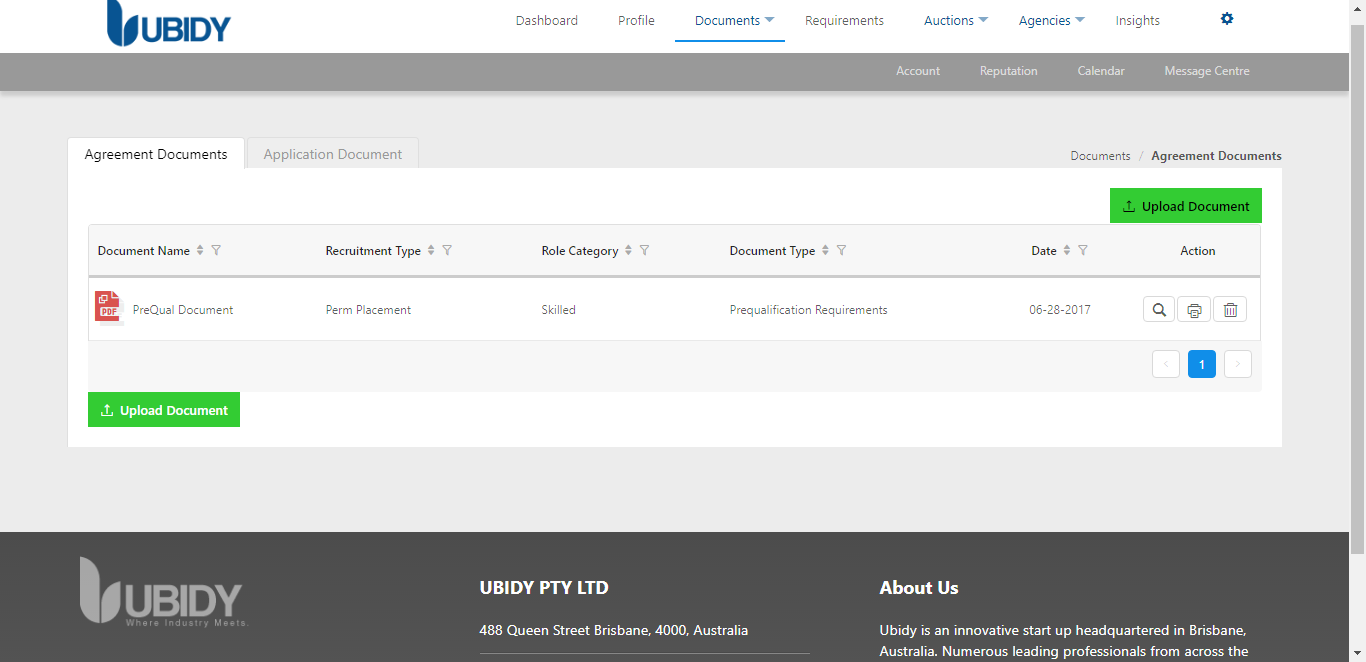 UBIDY
Dashboard Profile Documents Requirements Auctions Agencies Insights
Account Reputation Calendar Message Centre
Agreement Documents Application Document
Documents / Agreement Documents
Upload Document
Document Name Recruitment Type Role Category Document Type Date Action
PDF PreQual Document Perm Placement Skilled Prequalification Requirements 06-28-2017
< 1 >
Upload Document
UBIDY
Where Industry Meets.
UBIDY PTY LTD
488 Queen Street Brisbane, 4000, Australia
About Us
Ubidy is an innovative start up headquartered in Brisbane,
Australia. Numerous leading professionals from across the